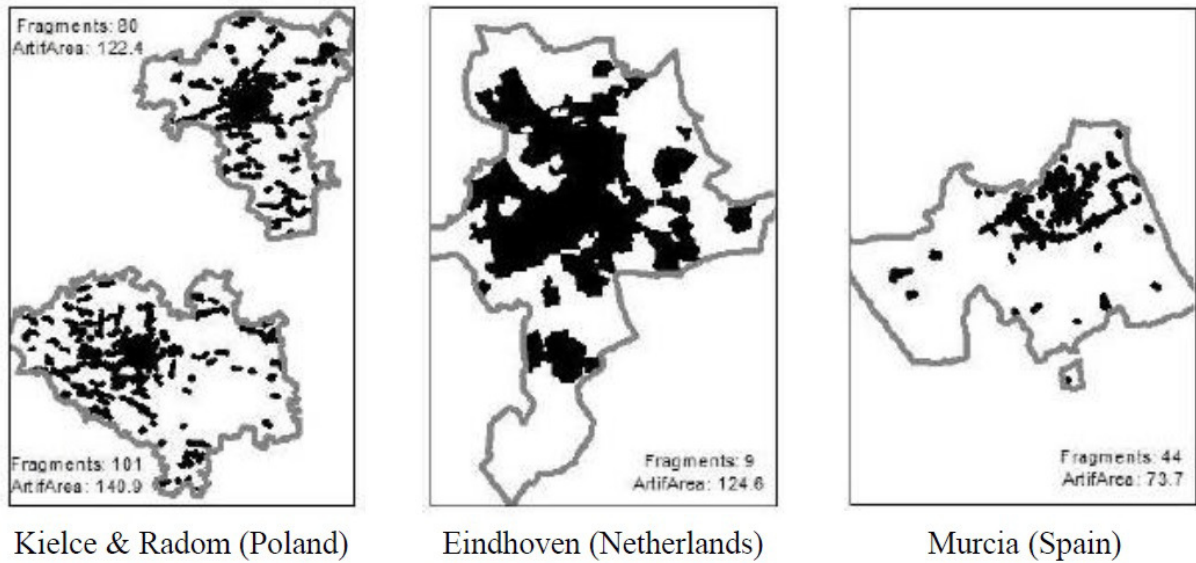 Fragments: 80
ArtifArea: 122.4
Fragments: 101
ArtifArea: 140.9
Fragments: 9
ArtifArea: 124.6
Fragments: 44
ArtifArea: 73.7
Kielce & Radom (Poland)
Eindhoven (Netherlands)
Murcia (Spain)